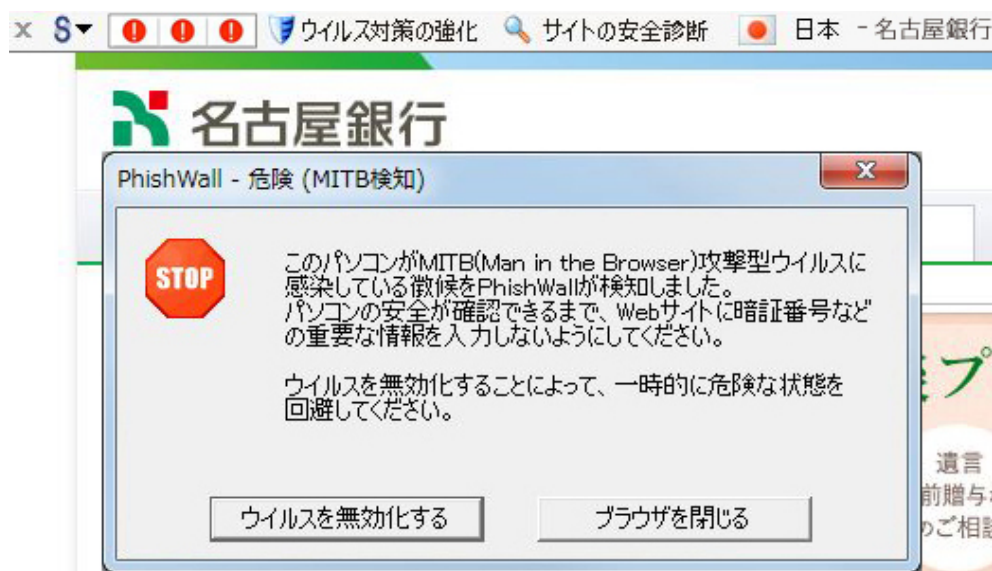 x S▼ ウイルス対策の強化 サイトの安全診断 日本 - 名古屋銀行
名古屋銀行
PhishWall - 危険 (MITB検知)
x
STOP
このパソコンがMITB(Man in the Browser)攻撃型ウイルスに
感染している徴候をPhishWallが検知しました。
パソコンの安全が確認できるまで、Webサイトに暗証番号など
の重要な情報を入力しないようにしてください。
ウイルスを無効化することによって、一時的に危険な状態を
回避してください。
ウイルスを無効化する
ブラウザを閉じる
プ
遺言
前贈与
のご相談